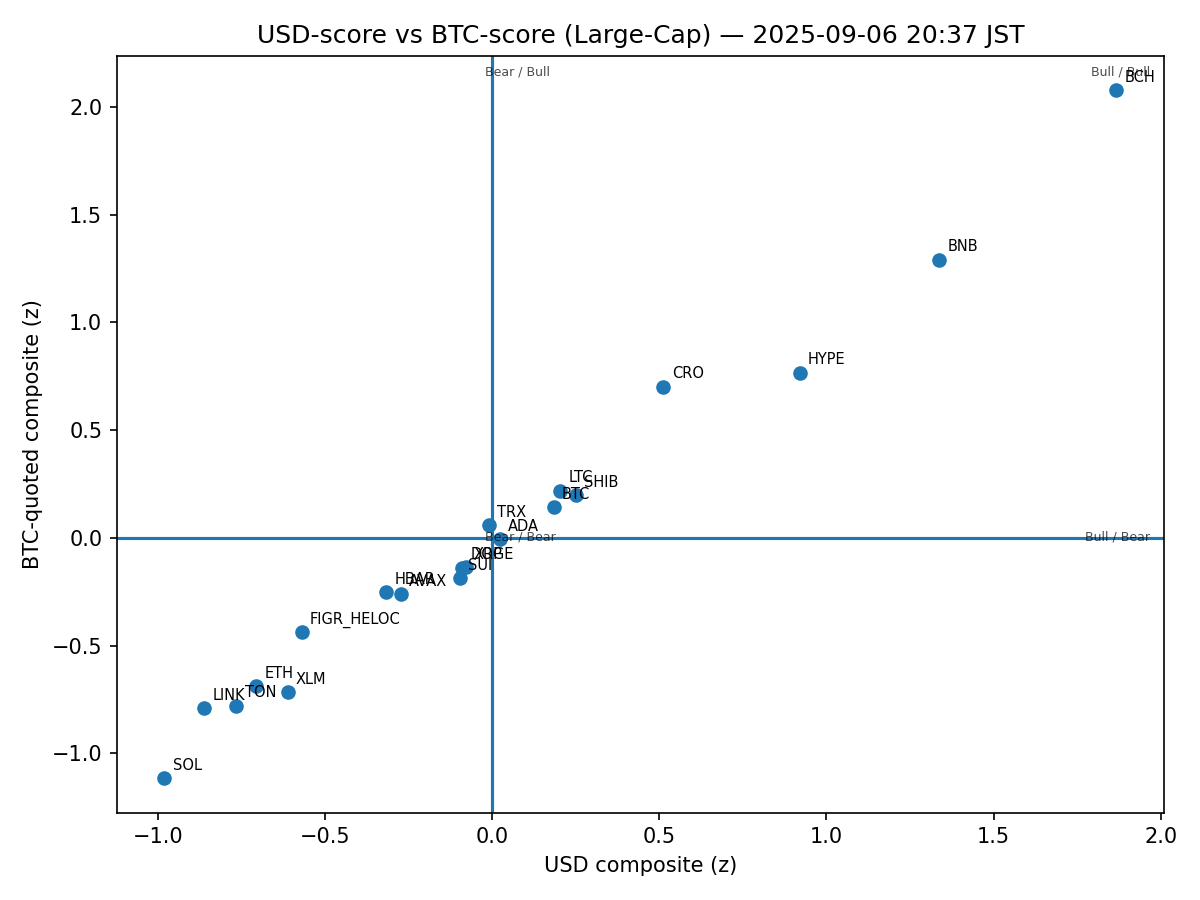 USD-score vs BTC-score (Large-Cap) — 2025-09-06 20:37 JST
Bear / Bull
Bull / Bull
BCH
2.0
1.5
BNB
1.0
HYPE
CRO
0.5
LTC
SHIB
BTC
TRX
ADA
0.0
Bear / Bear
Bull / Bear
DOGE
XRP
SUI
HBAR
AVAX
FIGR_HELOC
−0.5
ETH
XLM
LINK
TON
−1.0
SOL
−1.0
−0.5
0.0
0.5
1.0
1.5
2.0
USD composite (z)
BTC-quoted composite (z)